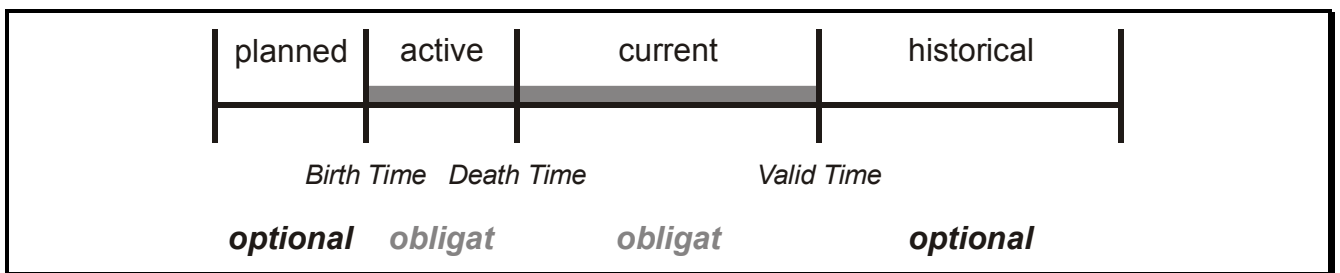 planned active current historical
Birth Time Death Time Valid Time
optional obligat obligat optional